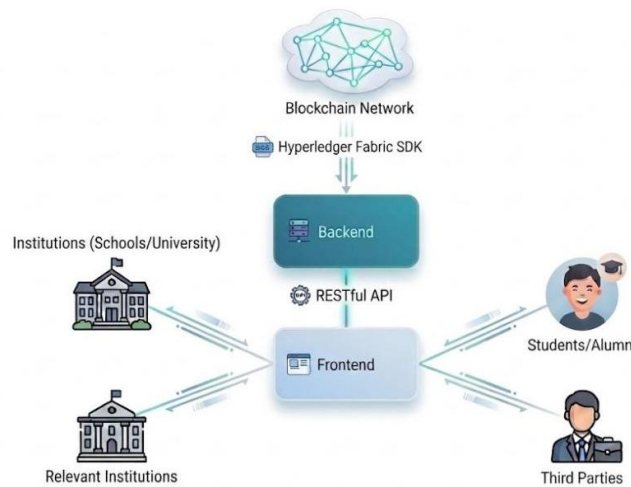 Blockchain Network
Hyperledger Fabric SDK
Backend
Institutions (Schools/University)
RESTful API
Students/Alumn
Frontend
Relevant Institutions
Third Parties